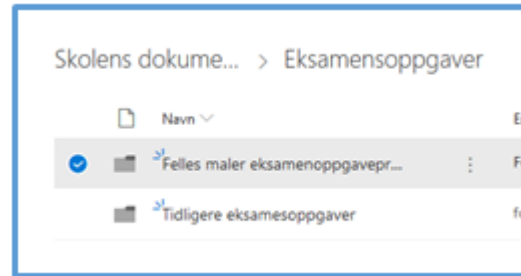 Skolens dokume... > Eksamensoppgaver
Navn
Felles maler eksamenoppgavepr...
Tidligere eksamesoppgaver